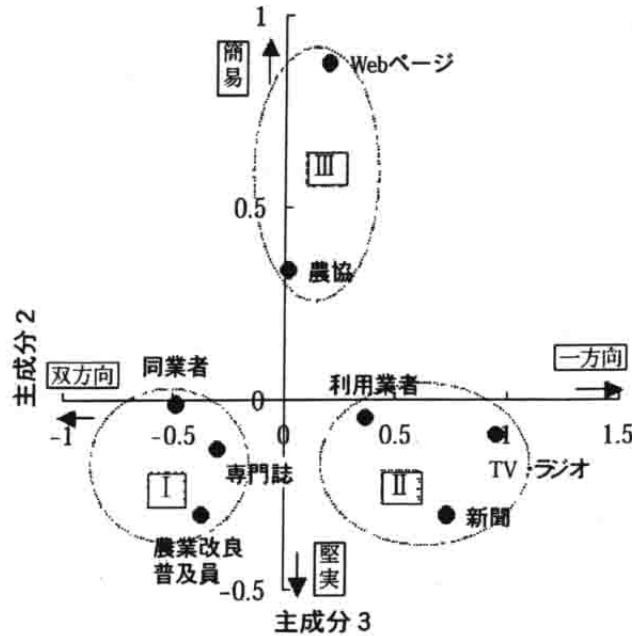 1
簡易
Webページ
III
0.5
農協
主成分2
双方向
同業者
0
利用業者
一方向
-1
-0.5
0
0.5
1
1.5
専門誌
TV・ラジオ
I
II
新聞
農業改良
普及員
堅実
-0.5
主成分3